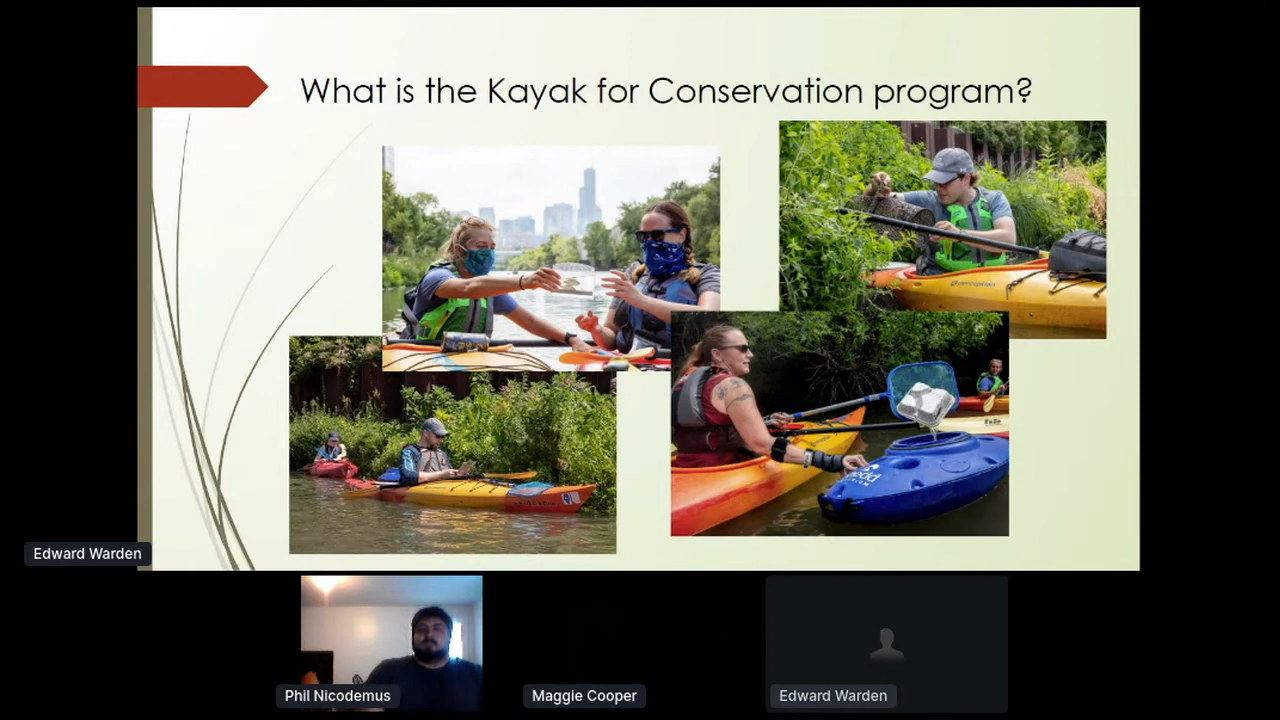 What is the Kayak for Conservation program?
Edward Warden
Phil Nicodemus
Maggie Cooper
Edward Warden